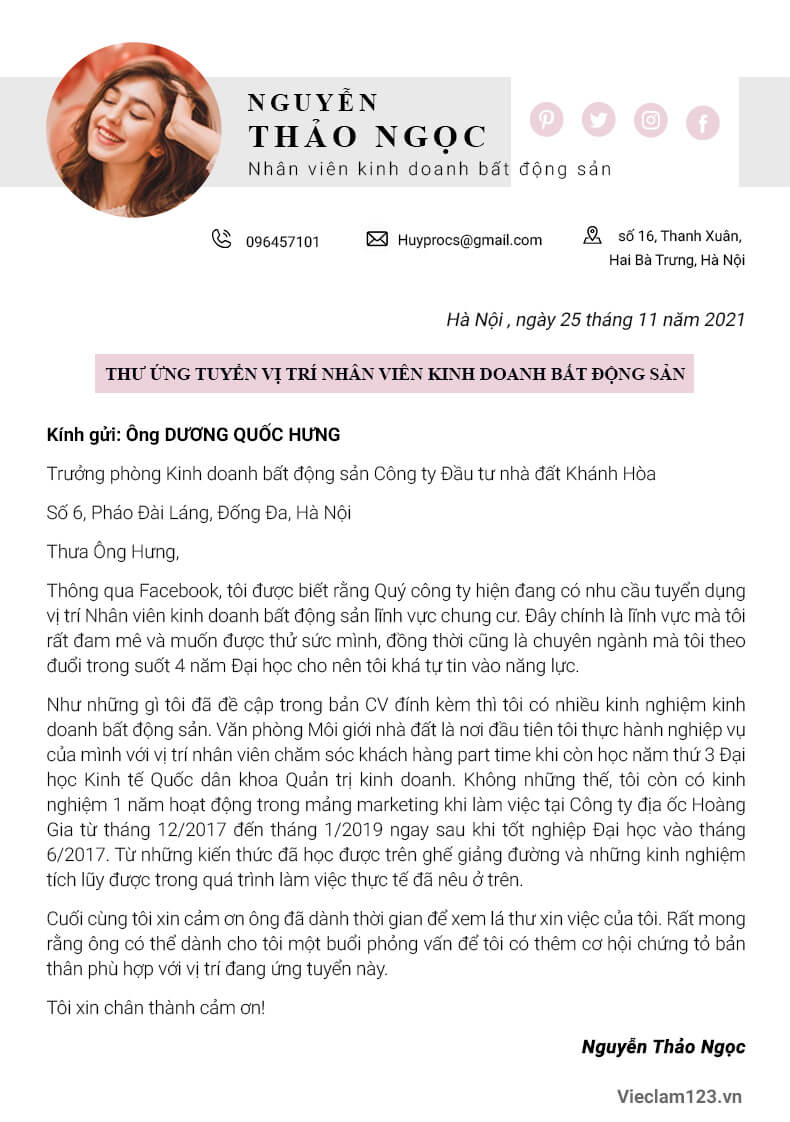 NGUYỄN
THẢO NGỌC
Nhân viên kinh doanh bất động sản
096457101
Huyprocs@gmail.com
số 16, Thanh Xuân,
Hai Bà Trưng, Hà Nội
Hà Nội , ngày 25 tháng 11 năm 2021
THƯ ỨNG TUYỂN VỊ TRÍ NHÂN VIÊN KINH DOANH BẤT ĐỘNG SẢN
Kính gửi: Ông DƯƠNG QUỐC HƯNG
Trưởng phòng Kinh doanh bất động sản Công ty Đầu tư nhà đất Khánh Hòa
Số 6, Pháo Đài Láng, Đống Đa, Hà Nội
Thưa Ông Hưng,
Thông qua Facebook, tôi được biết rằng Quý công ty hiện đang có nhu cầu tuyển dụng
vị trí Nhân viên kinh doanh bất động sản lĩnh vực chung cư. Đây chính là lĩnh vực mà tôi
rất đam mê và muốn được thử sức mình, đồng thời cũng là chuyên ngành mà tôi theo
đuổi trong suốt 4 năm Đại học cho nên tôi khá tự tin vào năng lực.
Như những gì tôi đã đề cập trong bản CV đính kèm thì tôi có nhiều kinh nghiệm kinh
doanh bất động sản. Văn phòng Môi giới nhà đất là nơi đầu tiên tôi thực hành nghiệp vụ
của mình với vị trí nhân viên chăm sóc khách hàng part time khi còn học năm thứ 3 Đại
học Kinh tế Quốc dân khoa Quản trị kinh doanh. Không những thế, tôi còn có kinh
nghiệm 1 năm hoạt động trong mảng marketing khi làm việc tại Công ty địa ốc Hoàng
Gia từ tháng 12/2017 đến tháng 1/2019 ngay sau khi tốt nghiệp Đại học vào tháng
6/2017. Từ những kiến thức đã học được trên ghế giảng đường và những kinh nghiệm
tích lũy được trong quá trình làm việc thực tế đã nêu ở trên.
Cuối cùng tôi xin cảm ơn ông đã dành thời gian để xem lá thư xin việc của tôi. Rất mong
rằng ông có thể dành cho tôi một buổi phỏng vấn để tôi có thêm cơ hội chứng tỏ bản
thân phù hợp với vị trí đang ứng tuyển này.
Tôi xin chân thành cảm ơn!
Nguyễn Thảo Ngọc
Vieclam123.vn